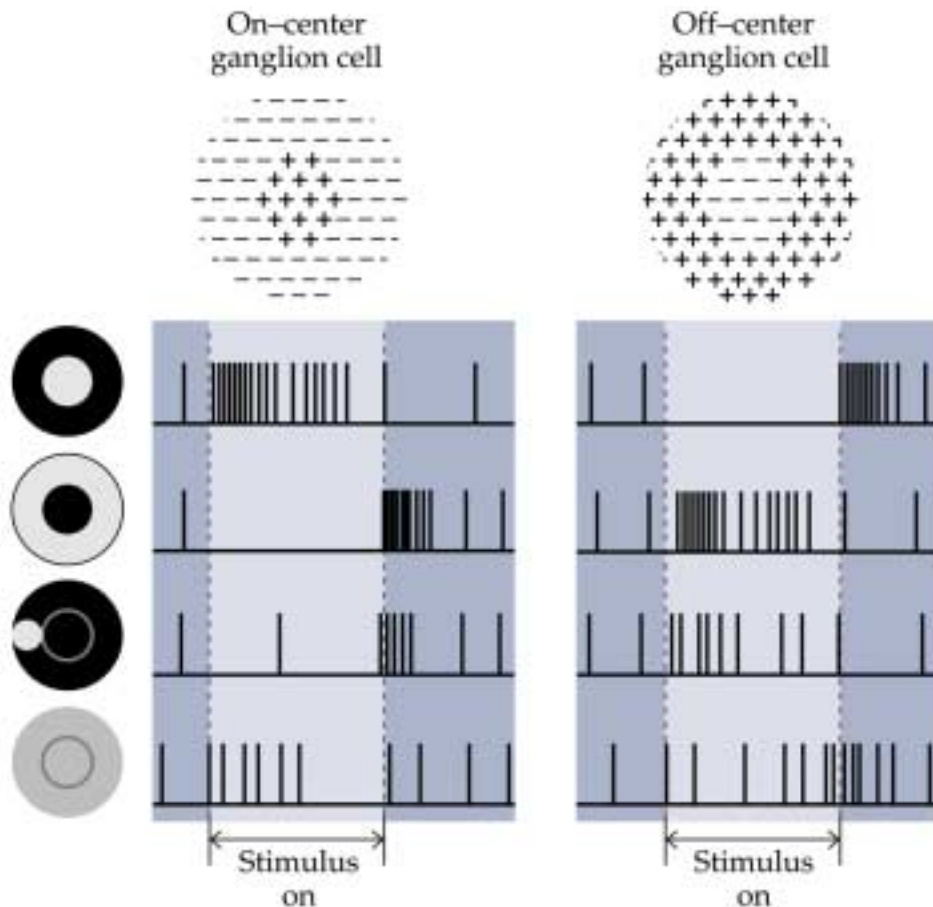 On–center
ganglion cell
Off-center
ganglion cell
Stimulus
on
Stimulus
on